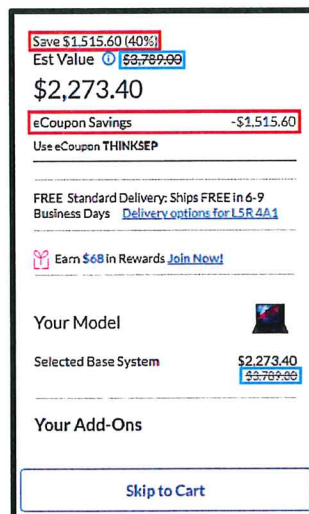 Save $1,515.60 (40%)
Est Value ⓘ $3,789.00
$2,273.40
eCoupon Savings -$1,515.60
Use eCoupon THINKSEP
FREE Standard Delivery: Ships FREE in 6-9
Business Days Delivery options for L5R 4A1
Earn $68 in Rewards Join Now!
Your Model
Selected Base System $2,273.40
$3,789.00
Your Add-Ons
Skip to Cart